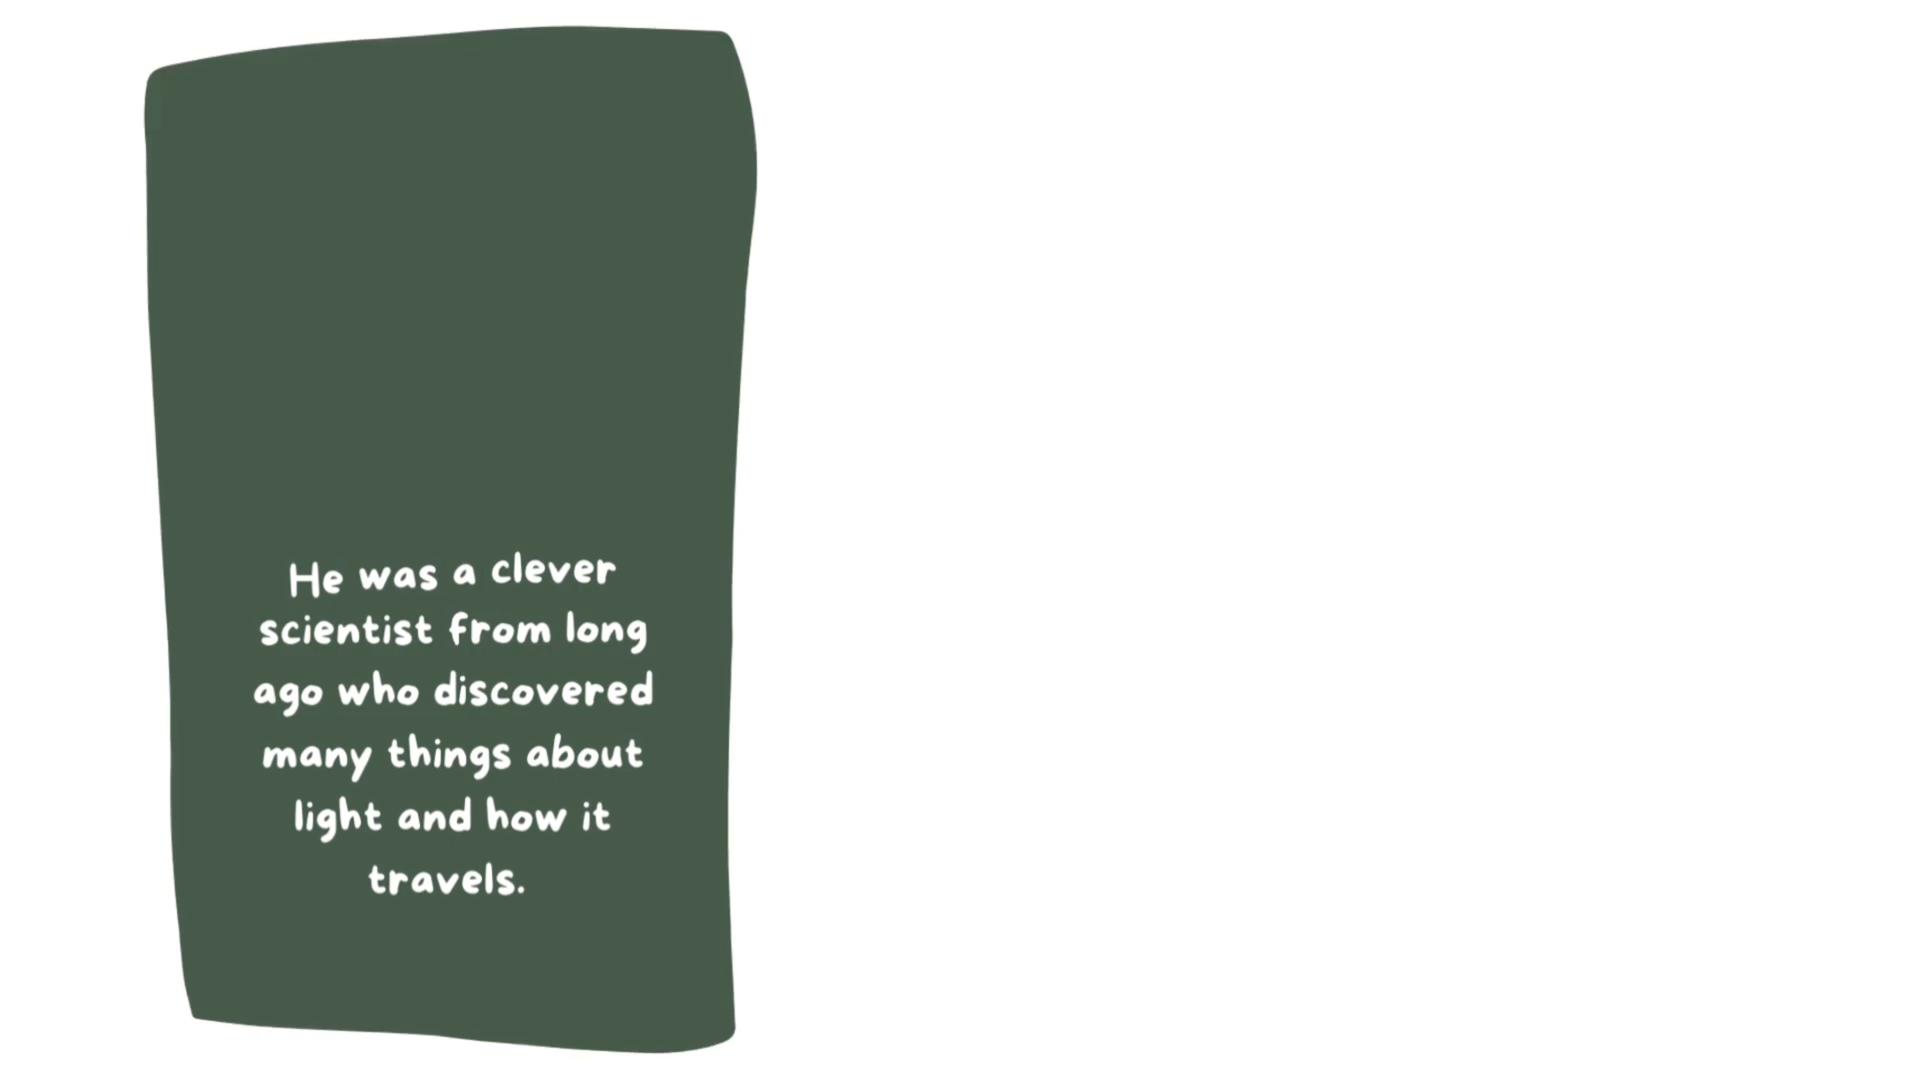 He was a clever
scientist from long
ago who discovered
many things about
light and how it
travels.